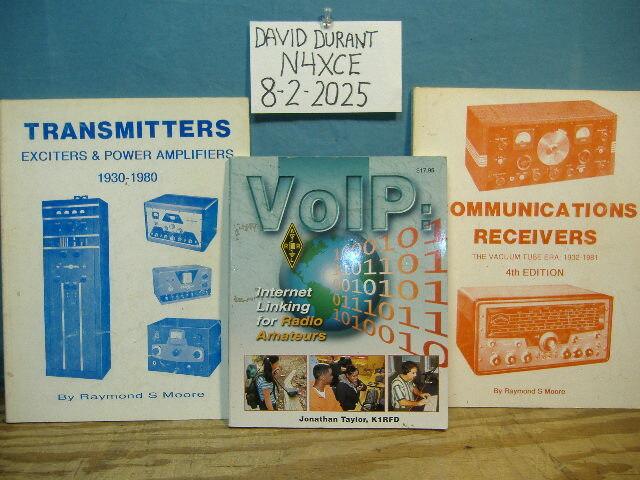 DAVID DURANT
N4XCE
8-2-2025
TRANSMITTERS
EXCITERS & POWER AMPLIFIERS
1930-1980
By Raymond S Moore
$17.95
VoIP:
Internet
Linking
for Radio
Amateurs
Jonathan Taylor, K1RFD
OMMUNICATIONS
RECEIVERS
THE VACUUM TUBE ERA: 1932-1981
4th EDITION
By Raymond S Moore